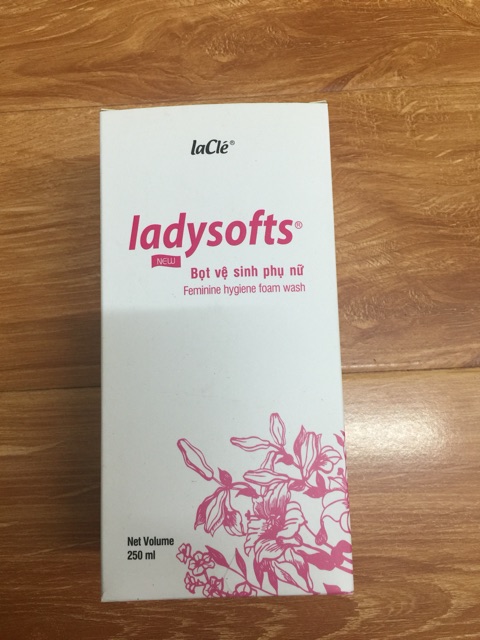 laClé®
ladysofts®
NEW
Bọt vệ sinh phụ nữ
Feminine hygiene foam wash
Net Volume
250 ml